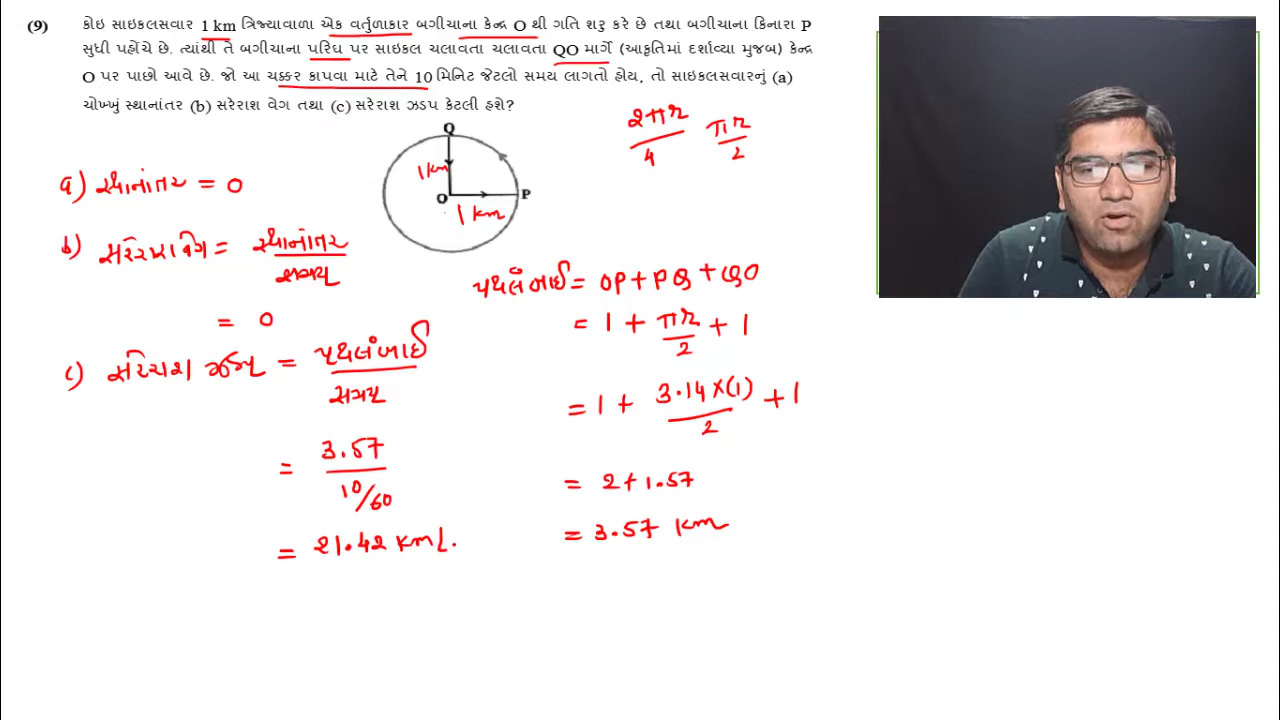 (9) કોઇ સાઇકલસવાર 1 km ત્રિજ્યાવાળા એક વર્તુળાકાર બગીચાના કેન્દ્ર O થી ગતિ શરુ કરે છે તથા બગીચાના કિનારા P
સુધી પહોંચે છે. ત્યાંથી તે બગીચાના પરિઘ પર સાઇકલ ચલાવતા ચલાવતા QO માર્ગે (આકૃતિમાં દર્શાવ્યા મુજબ) કેન્દ્ર
O પર પાછો આવે છે. જો આ ચક્કર કાપવા માટે તેને 10 મિનિટ જેટલો સમય લાગતો હોય, તો સાઇકલસવારનું (a)
ચોખ્ખું સ્થાનાંતર (b) સરેરાશ વેગ તથા (c) સરેરાશ ઝડપ કેટલી હશે?
2πr/4 πr/2
Q
1 km
O P
1 km
a) સ્થાનાંતર = 0
b) સરેરાશ વેગ = સ્થાનાંતર/સમય
= 0
c) સરેરાશ ઝડપ = પથલંબાઈ/સમય
= 3.57/10/60
= 21.42 km/.
પથલંબાઈ = OP + PQ + QO
= 1 + πr/2 + 1
= 1 + 3.14×(1)/2 + 1
= 2+1.57
= 3.57 km